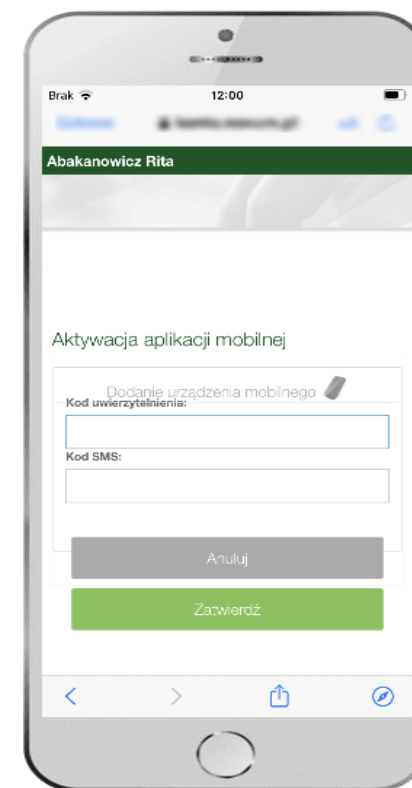 Brak 12:00
Abakanowicz Rita
Aktywacja aplikacji mobilnej
Dodanie urządzenia mobilnego
Kod uwierzytelnienia:
Kod SMS:
Anuluj
Zatwierdź